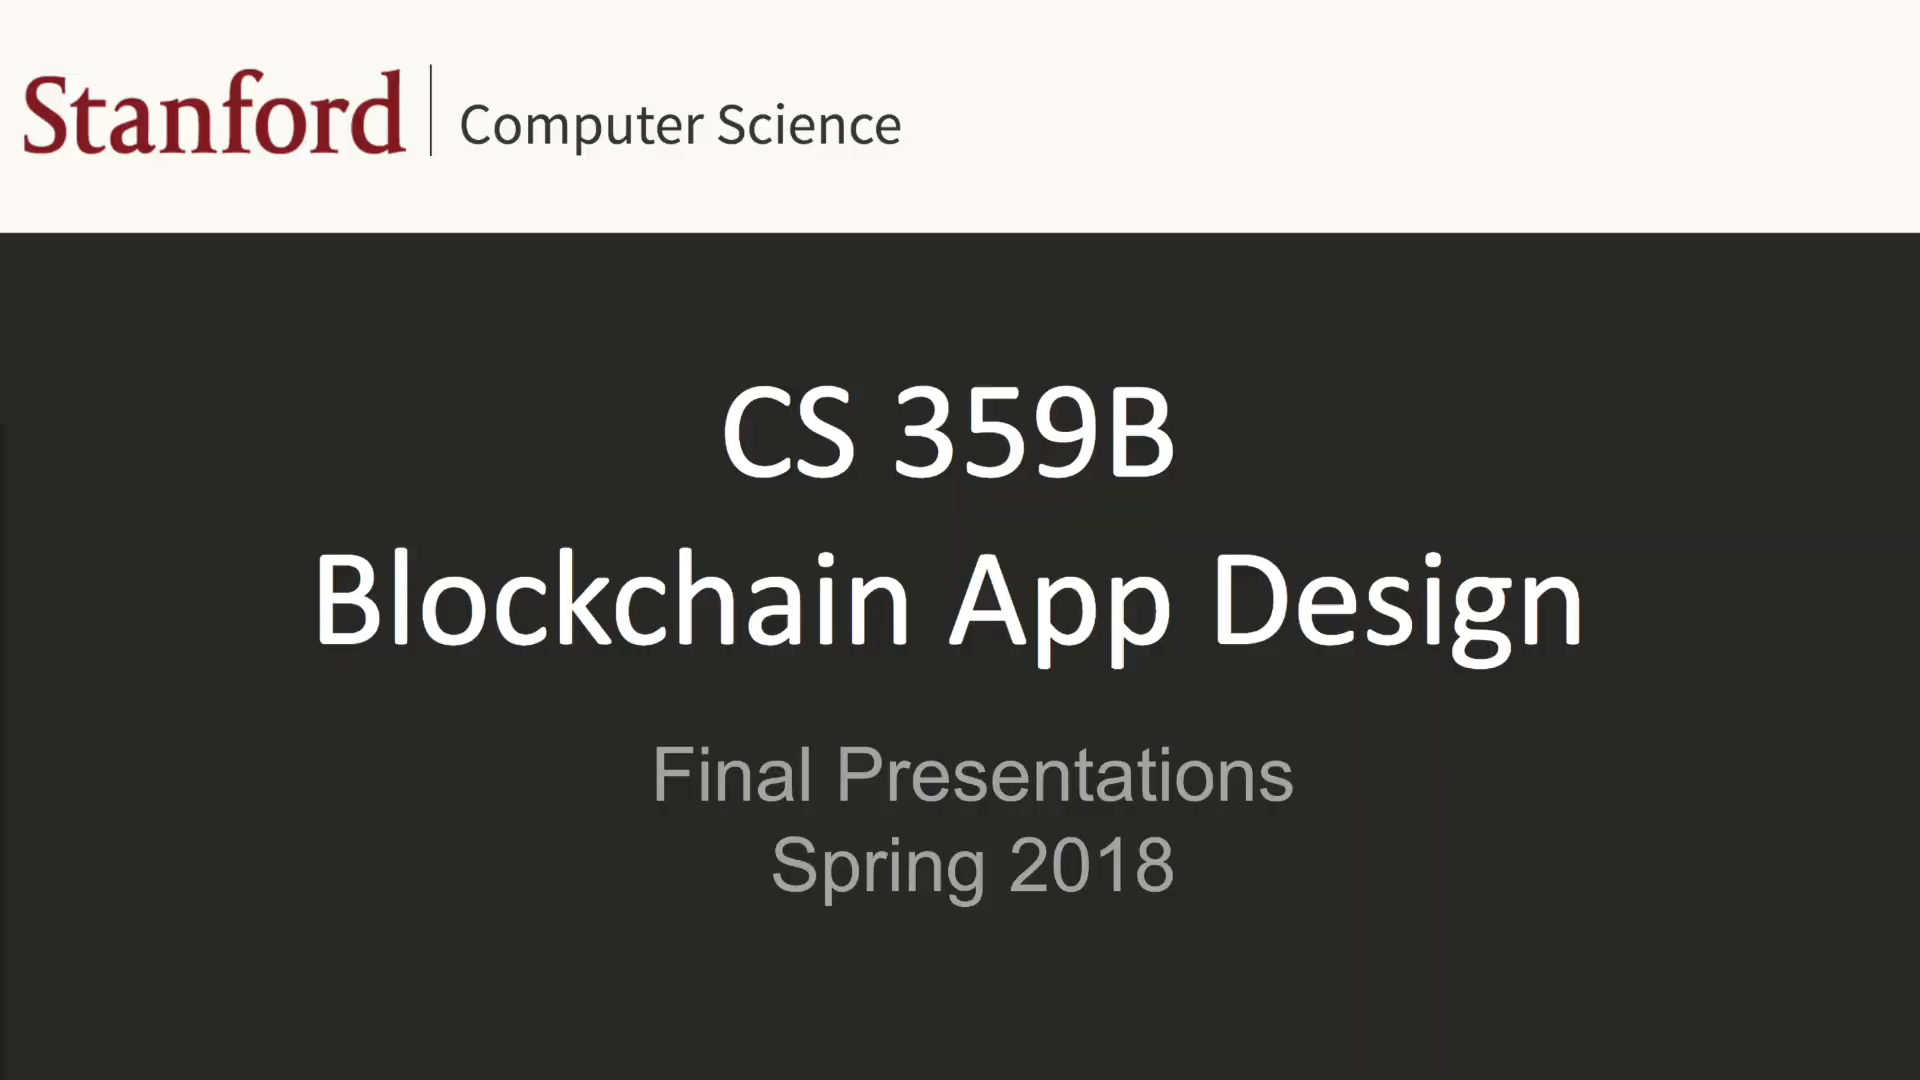 Stanford | Computer Science
CS 359B
Blockchain App Design
Final Presentations
Spring 2018